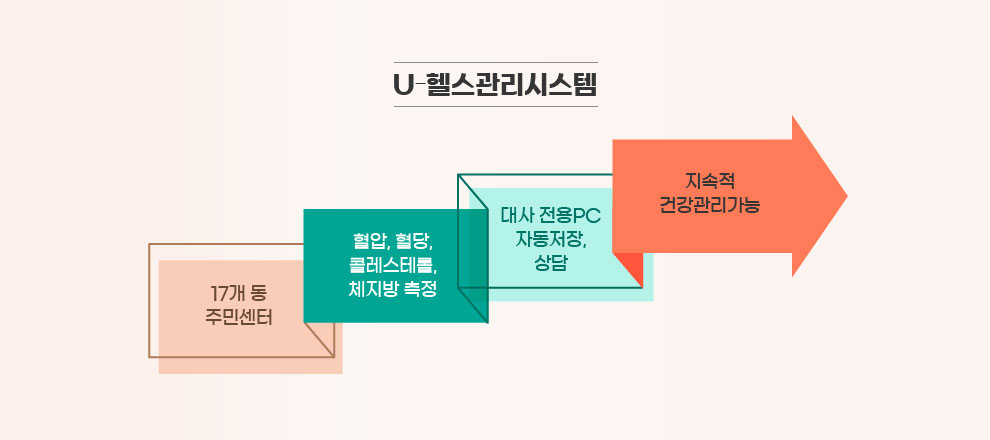 U-헬스관리시스템
17개 동
주민센터
혈압, 혈당,
콜레스테롤,
체지방 측정
대사 전용PC
자동저장,
상담
지속적
건강관리가능